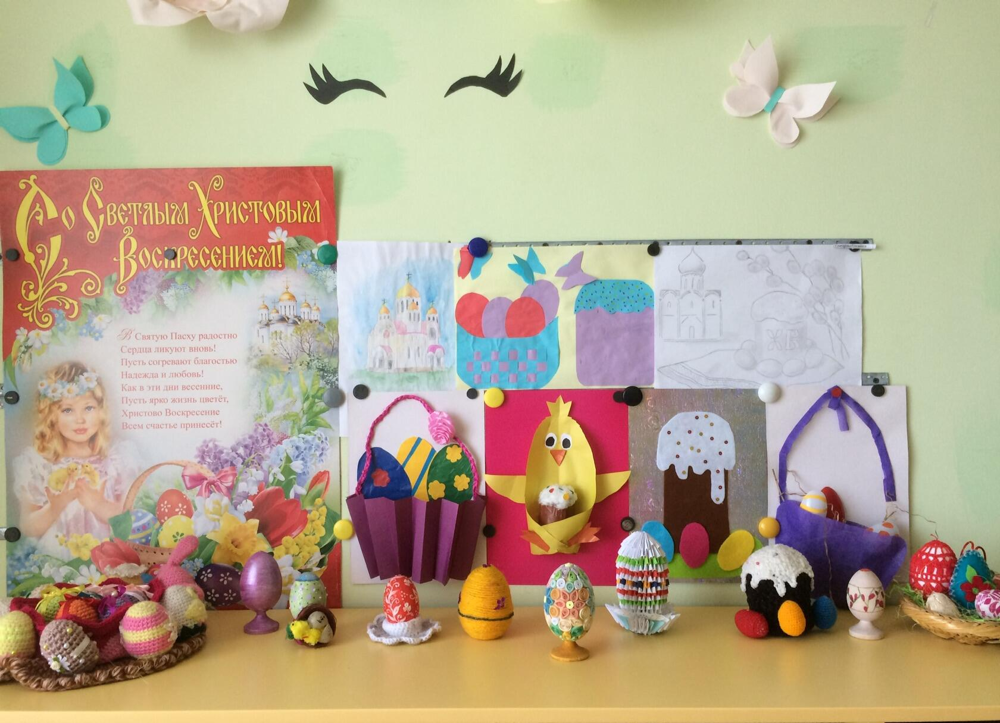 Со Светлым Христовым
Воскресением!
В Святую Пасху радостно
Сердца ликуют вновь!
Пусть согревают благостью
Надежда и любовь!
Как в эти дни весенние,
Пусть ярко жизнь цветёт,
Христово Воскресение
Всем счастье принесёт!
ХВ